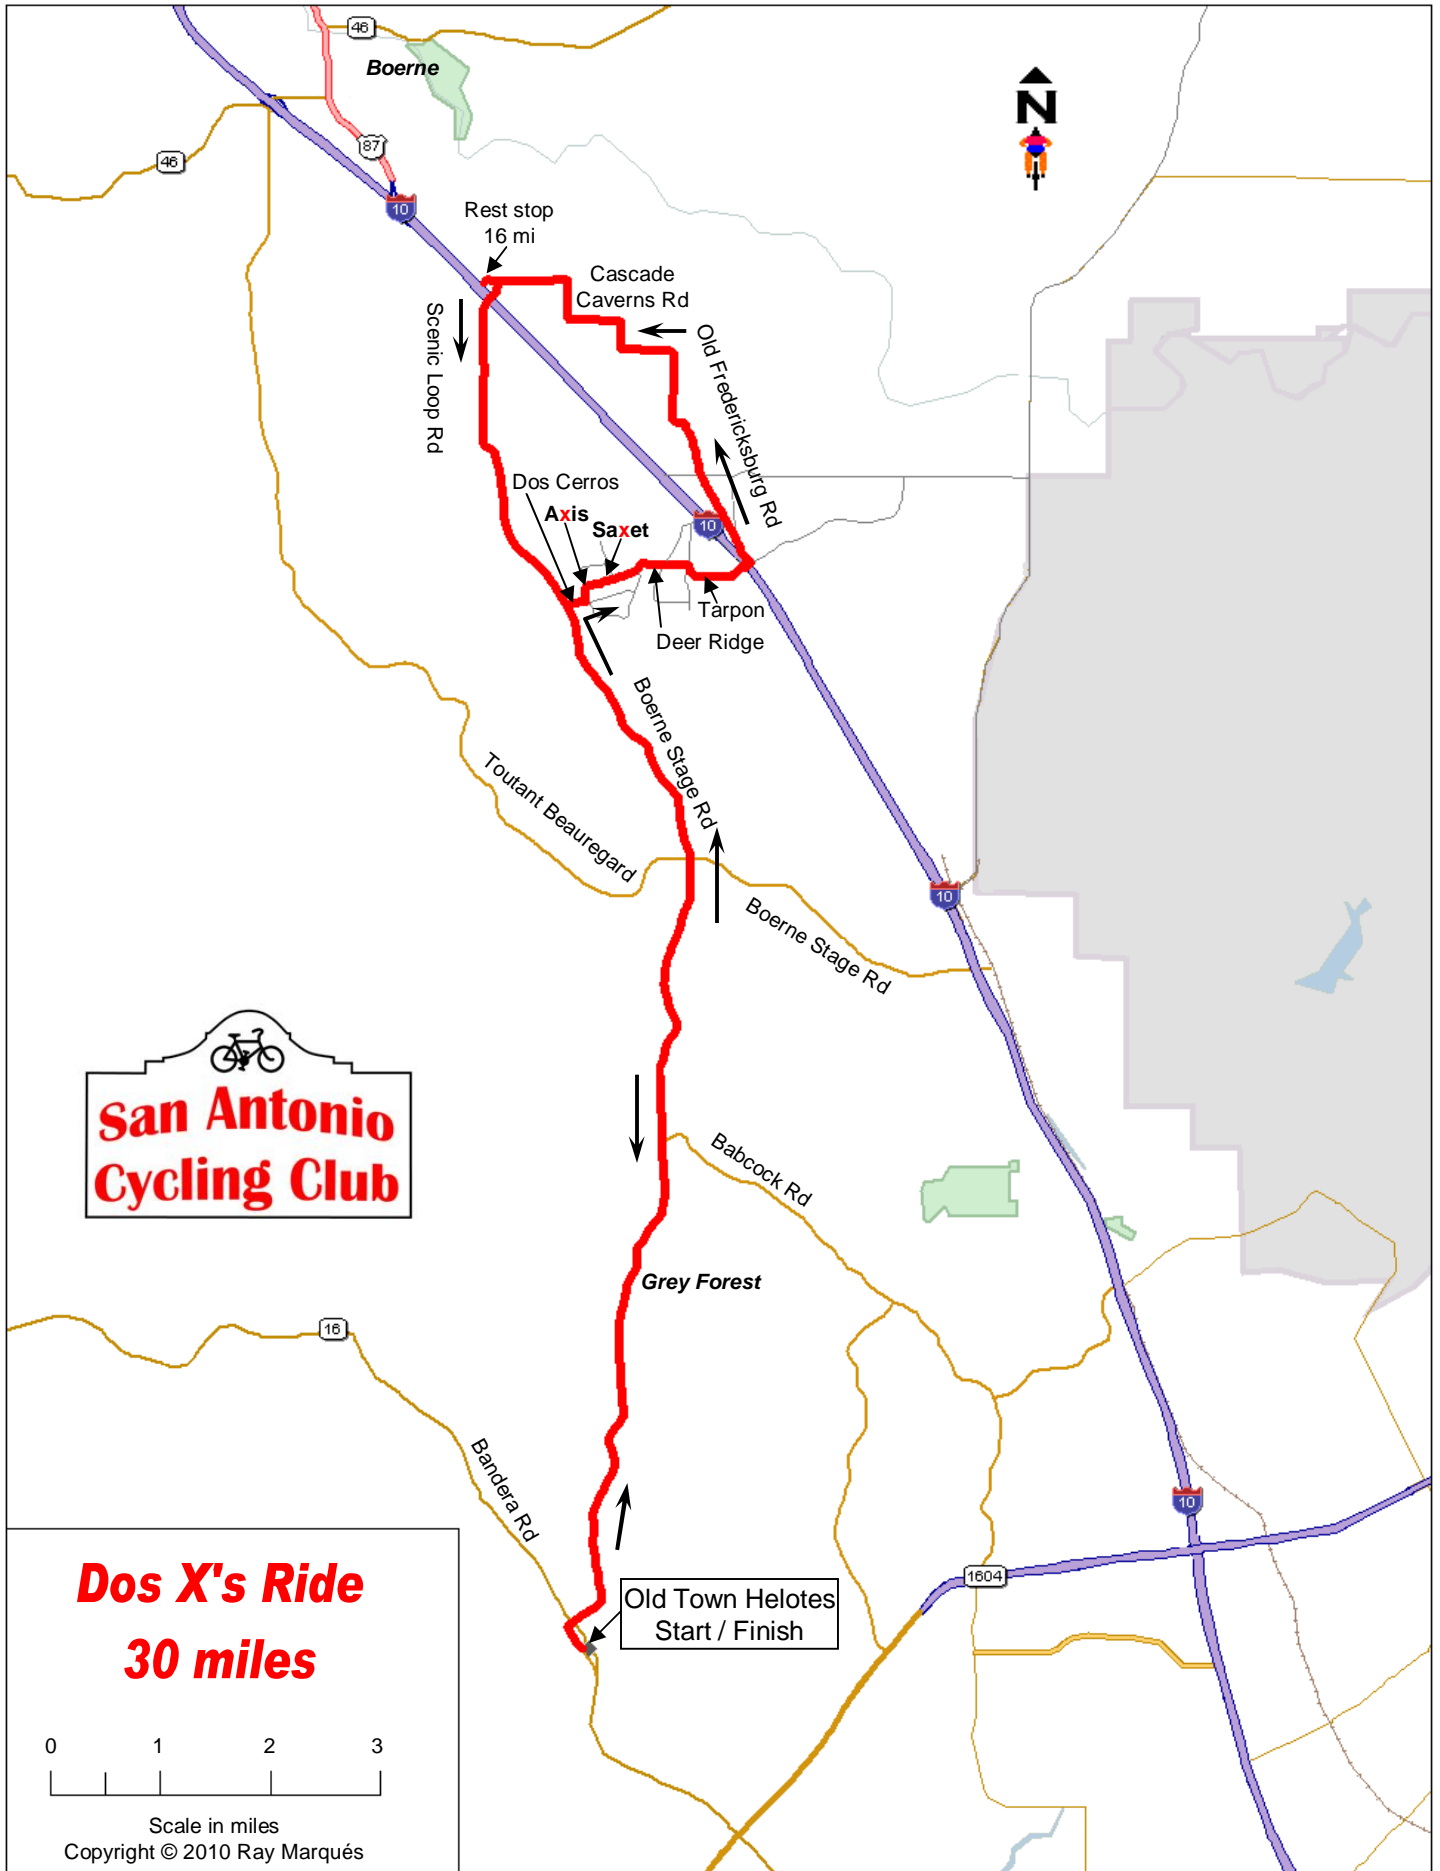 46
Boerne
N
87
46
10
Rest stop
16 mi
Cascade
Caverns Rd
Scenic Loop Rd
Old Fredericksburg Rd
Dos Cerros
Axis
Saxet
10
Tarpon
Deer Ridge
Boerne Stage Rd
Toutant Beauregard
Boerne Stage Rd
10
San Antonio
Cycling Club
Babcock Rd
Grey Forest
16
Bandera Rd
10
1604
Old Town Helotes
Start / Finish
Dos X's Ride
30 miles
0 1 2 3
Scale in miles
Copyright © 2010 Ray Marqués